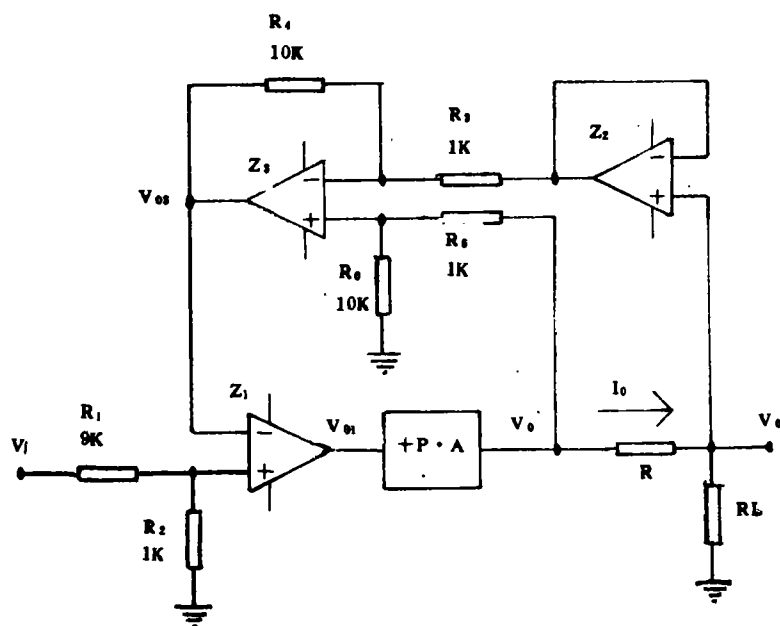 R₄
10K
R₃
1K
Z₂
Z₃
−
+
−
+
V₀₃
R₆
10K
R₅
1K
Z₁
R₁
9K
Vi
−
+
V₀₁
+P·A
V₀
I₀
V₀
R
R₂
1K
RL